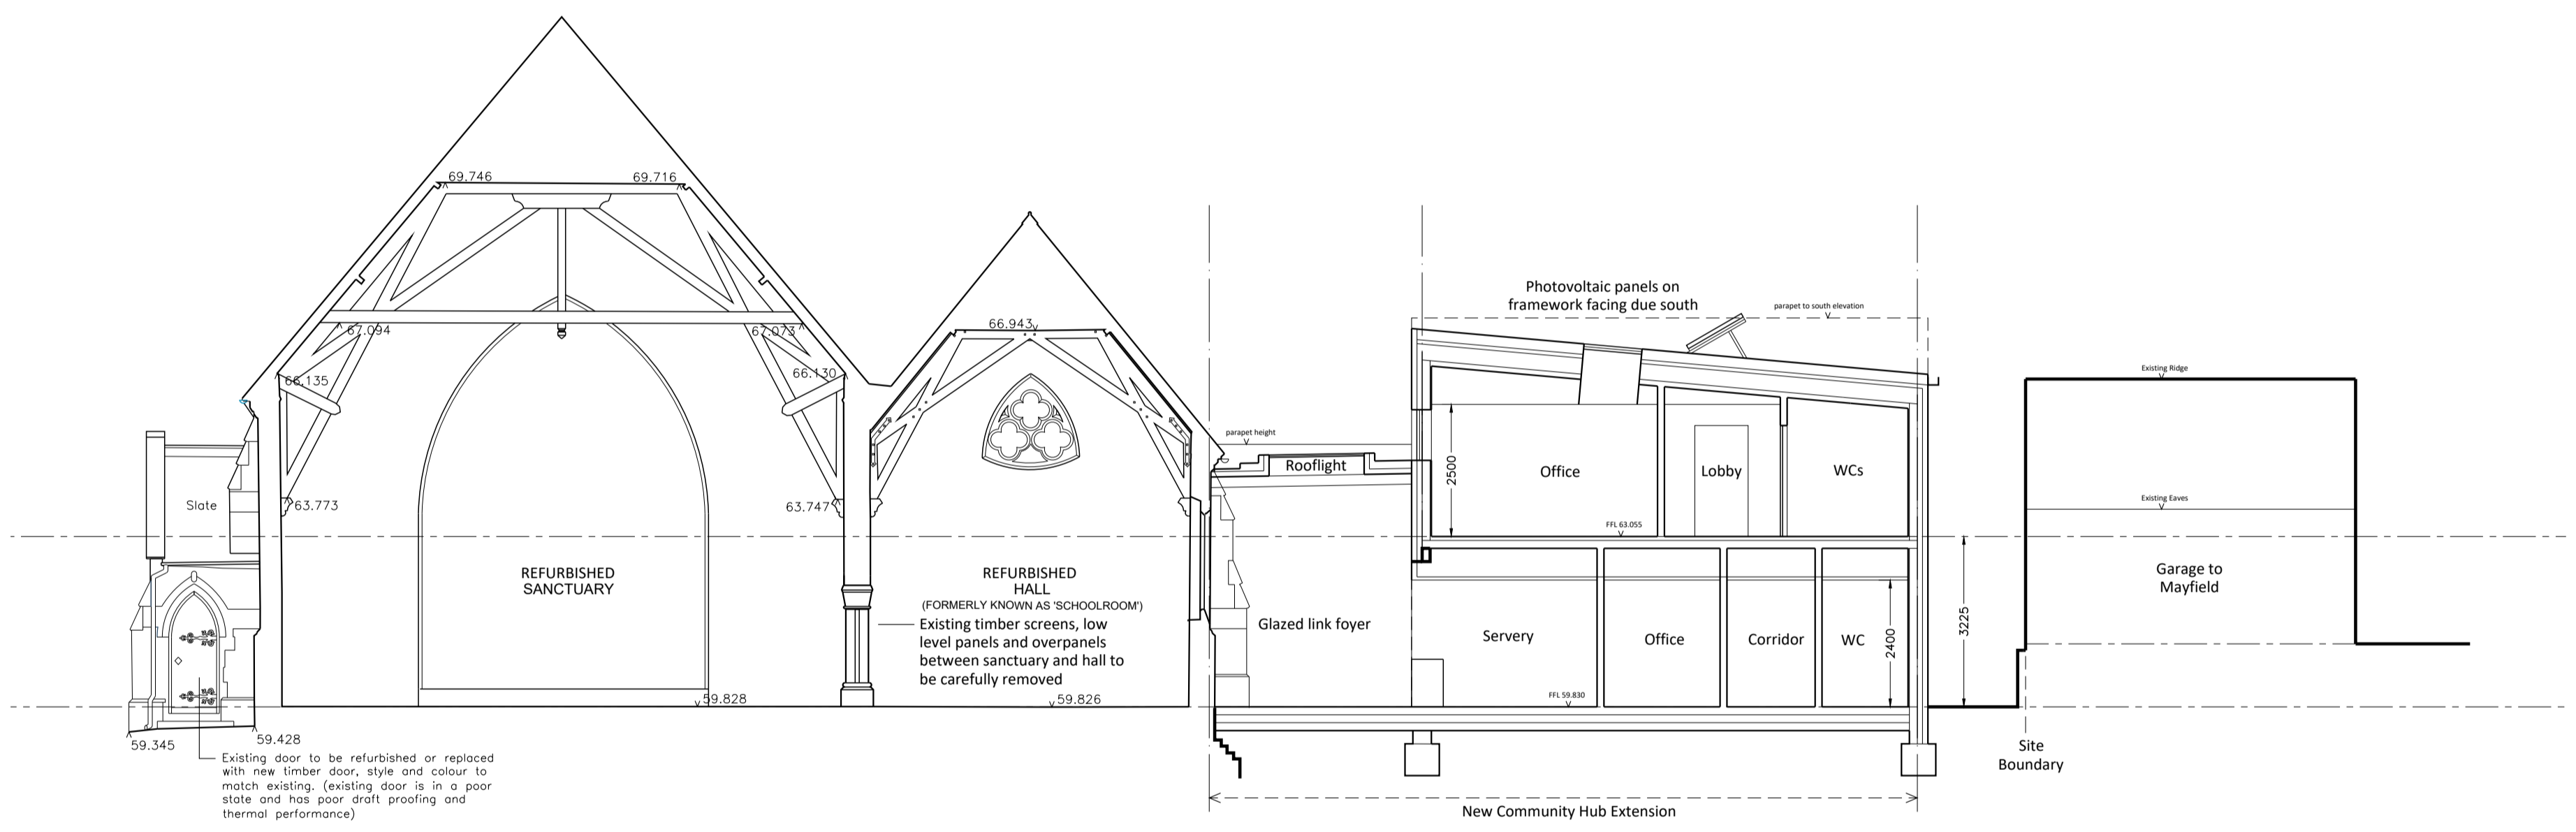 69.746
69.716
67.094
67.073
66.135
66.130
63.773
63.747
Slate
REFURBISHED
SANCTUARY
59.828
59.345
59.428
Existing door to be refurbished or replaced
with new timber door, style and colour to
match existing. (existing door is in a poor
state and has poor draft proofing and
thermal performance)
66.943
REFURBISHED
HALL
(FORMERLY KNOWN AS 'SCHOOLROOM')
Existing timber screens, low
level panels and overpanels
between sanctuary and hall to
be carefully removed
59.826
parapet height
Rooflight
Glazed link foyer
Photovoltaic panels on
framework facing due south
parapet to south elevation
2500
Office
Lobby
WCs
FFL 63.055
Servery
Office
Corridor
WC
2400
FFL 59.830
3225
New Community Hub Extension
Existing Ridge
Existing Eaves
Garage to
Mayfield
Site
Boundary